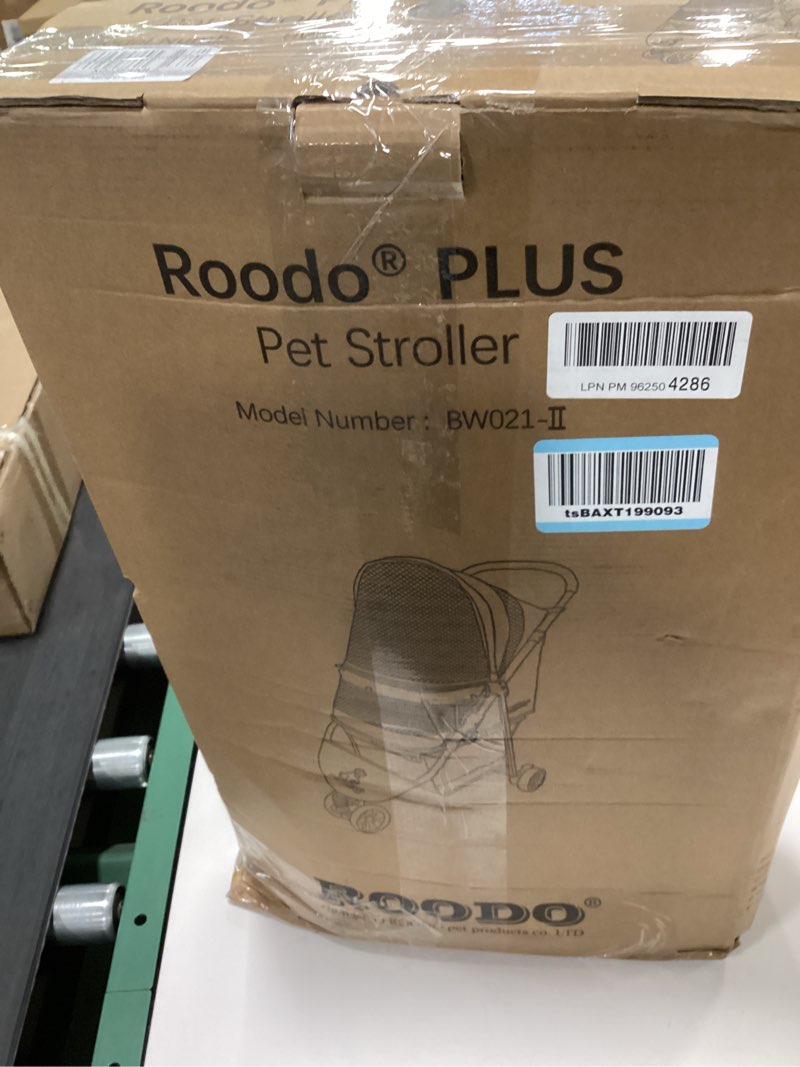 Roodo® PLUS
Pet Stroller
Model Number : BW021-Ⅱ
LPN PM 96250 4286
tsBAXT199093
ROODO®
pet products co. LTD